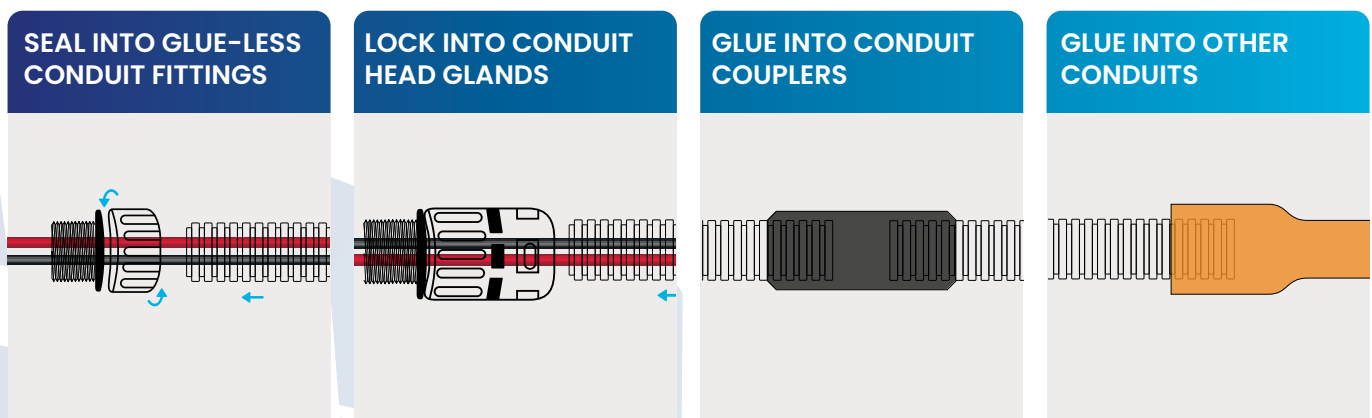 SEAL INTO GLUE-LESS
CONDUIT FITTINGS
LOCK INTO CONDUIT
HEAD GLANDS
GLUE INTO CONDUIT
COUPLERS
GLUE INTO OTHER
CONDUITS